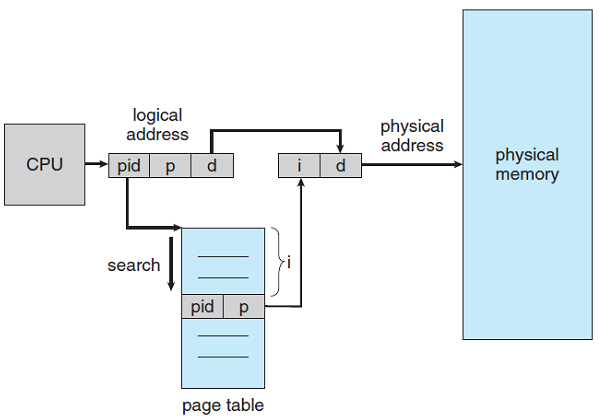 logical
address
physical
address
CPU
pid p d
i d
physical
memory
search
i
pid p
page table